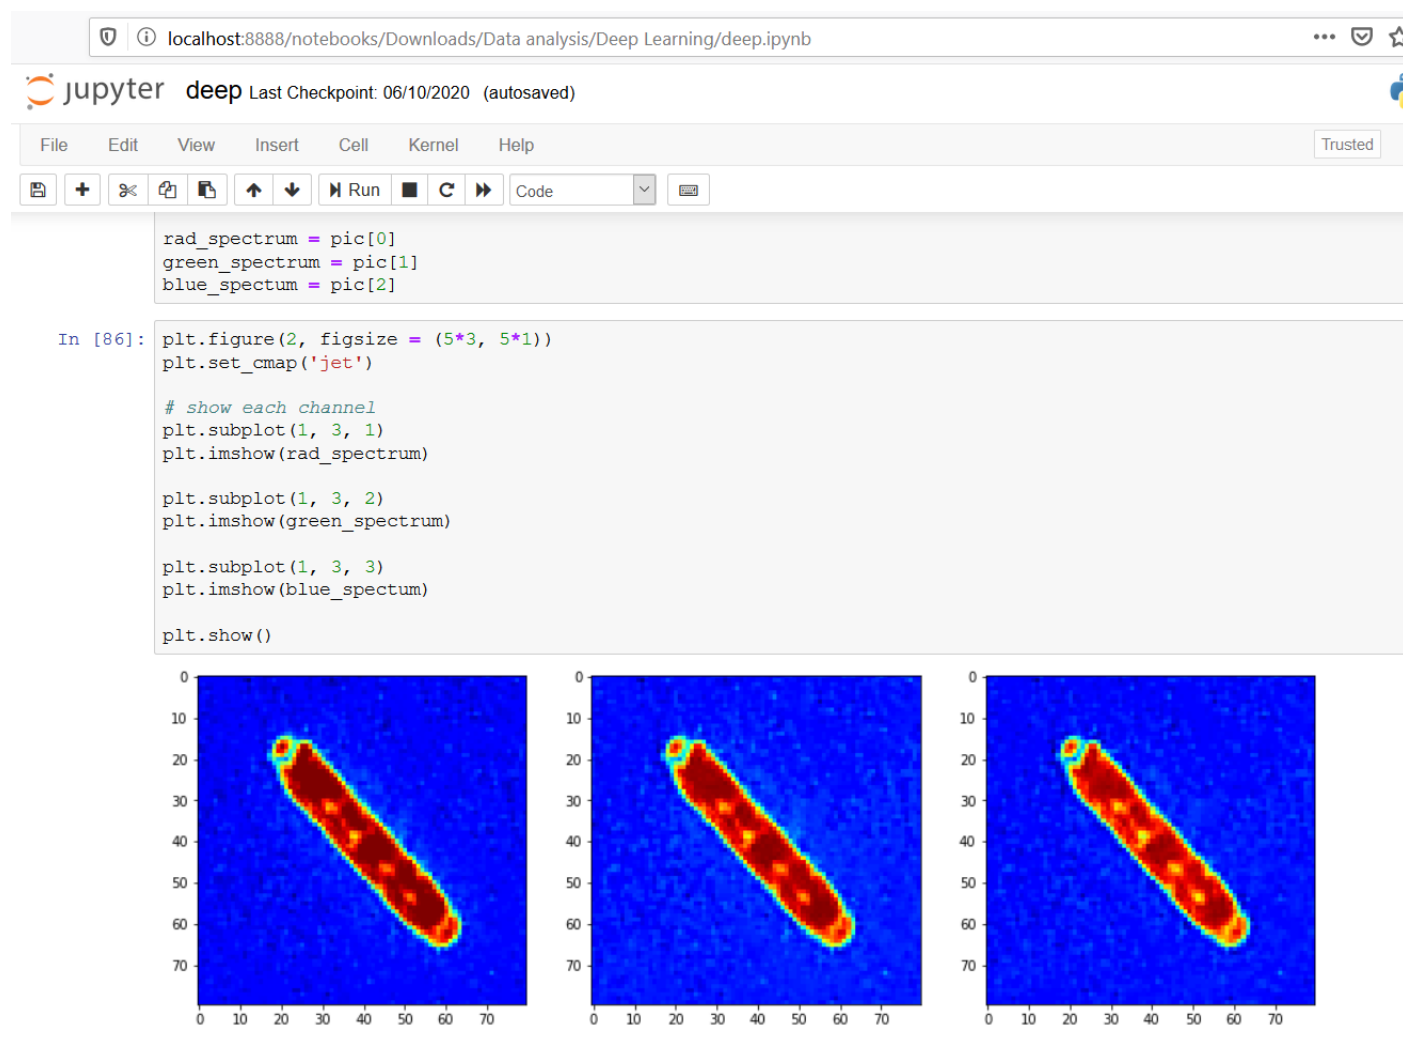 localhost:8888/notebooks/Downloads/Data analysis/Deep Learning/deep.ipynb
jupyter deep Last Checkpoint: 06/10/2020 (autosaved)
File Edit View Insert Cell Kernel Help Trusted
Run Code
rad_spectrum = pic[0]
green_spectrum = pic[1]
blue_spectum = pic[2]
In [86]: plt.figure(2, figsize = (5*3, 5*1))
plt.set_cmap('jet')
# show each channel
plt.subplot(1, 3, 1)
plt.imshow(rad_spectrum)
plt.subplot(1, 3, 2)
plt.imshow(green_spectrum)
plt.subplot(1, 3, 3)
plt.imshow(blue_spectum)
plt.show()
0 0 0
10 10 10
20 20 20
30 30 30
40 40 40
50 50 50
60 60 60
70 70 70
0 10 20 30 40 50 60 70 0 10 20 30 40 50 60 70 0 10 20 30 40 50 60 70